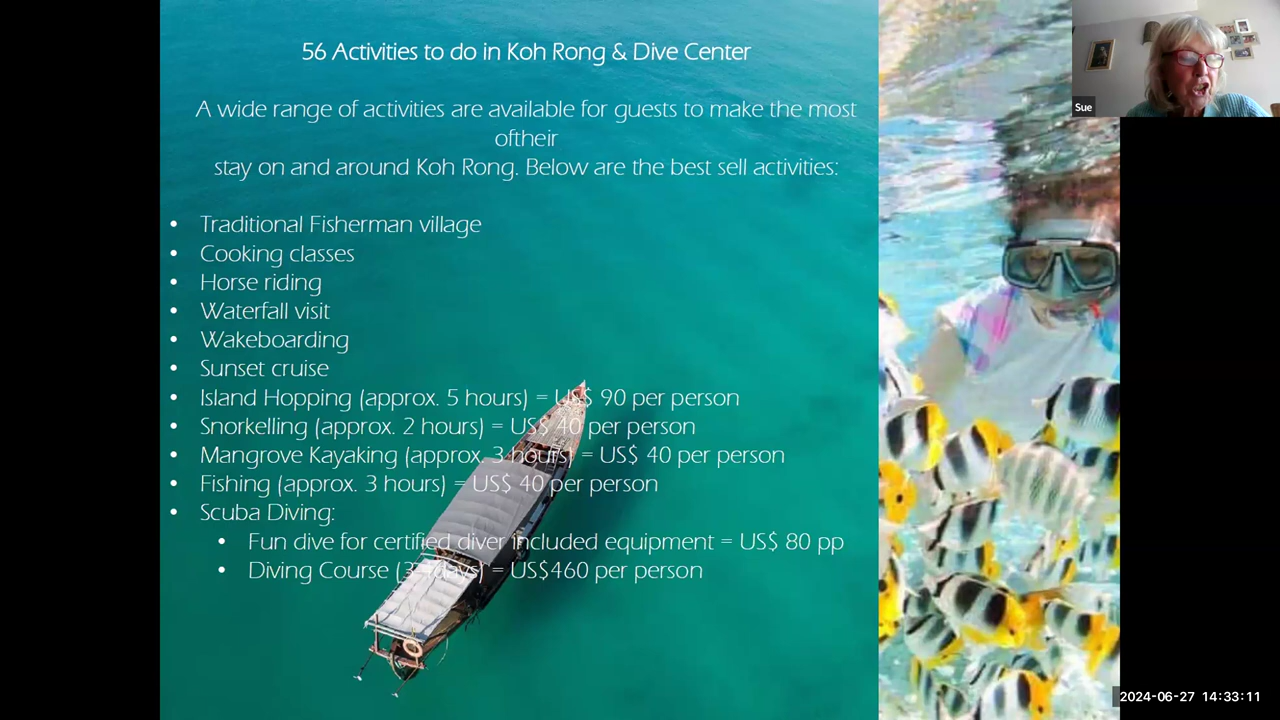 56 Activities to do in Koh Rong & Dive Center
A wide range of activities are available for guests to make the most
oftheir
stay on and around Koh Rong. Below are the best sell activities:
• Traditional Fisherman village
• Cooking classes
• Horse riding
• Waterfall visit
• Wakeboarding
• Sunset cruise
• Island Hopping (approx. 5 hours) = US$ 90 per person
• Snorkelling (approx. 2 hours) = US$ 40 per person
• Mangrove Kayaking (approx. 3 hours) = US$ 40 per person
• Fishing (approx. 3 hours) = US$ 40 per person
• Scuba Diving:
• Fun dive for certified diver included equipment = US$ 80 pp
• Diving Course ( days) = US$460 per person
Sue
2024-06-27 14:33:11